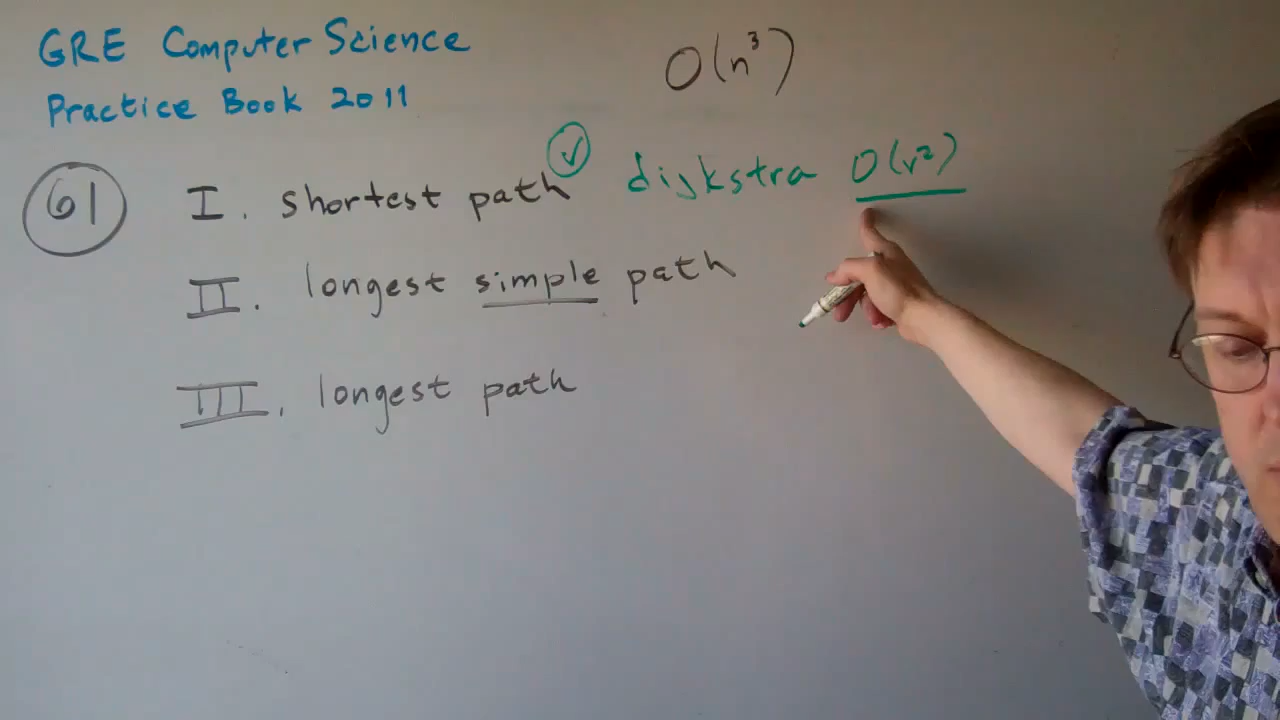 GRE Computer Science
Practice Book 2011
O(n³)
61
I. shortest path ✓ dijkstra O(v²)
II. longest simple path
III. longest path